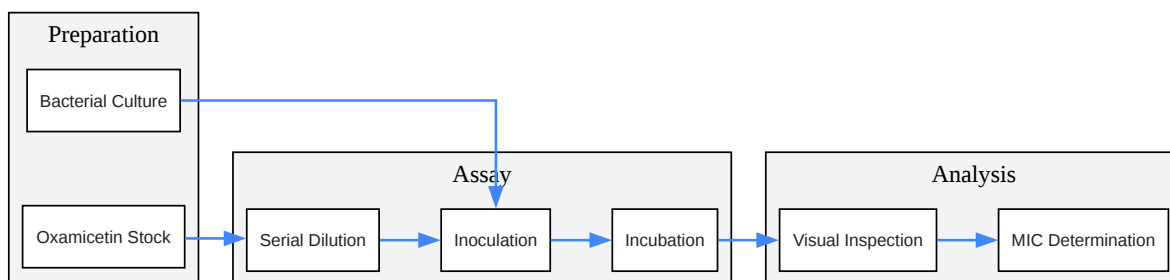 Preparation
Bacterial Culture
Oxamicetin Stock
Assay
Serial Dilution
Inoculation
Incubation
Analysis
Visual Inspection
MIC Determination